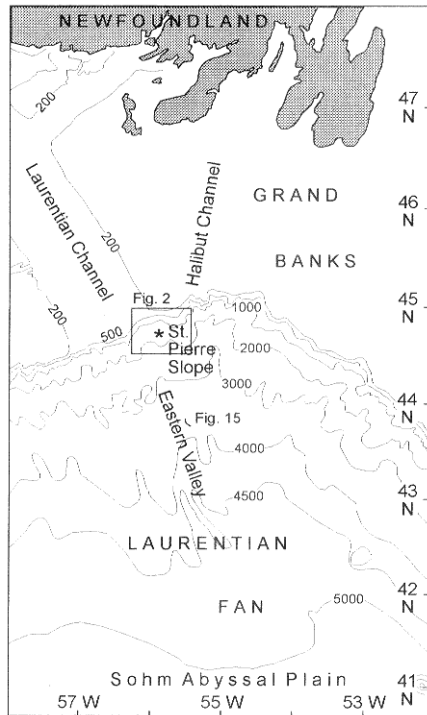 NEWFOUNDLAND
200
47
N
Laurentian Channel
200
Halibut Channel
GRAND
46
N
BANKS
200
Fig. 2
1000
45
N
500
* St.
Pierre
Slope
2000
3000
44
N
Eastern Valley
Fig. 15
4000
4500
43
N
LAURENTIAN
FAN
5000
42
N
Sohm Abyssal Plain
41
N
57 W
55 W
53 W